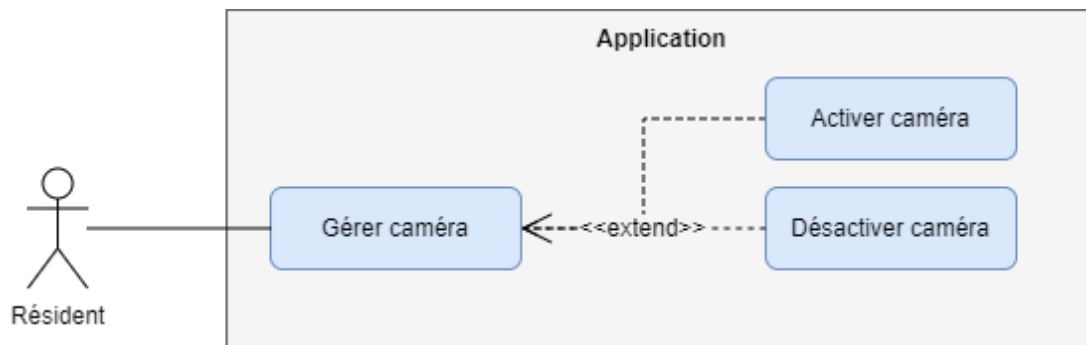 Application
Activer caméra
Gérer caméra
<<extend>>
Désactiver caméra
Résident